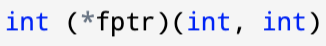 int (*fptr)(int, int)